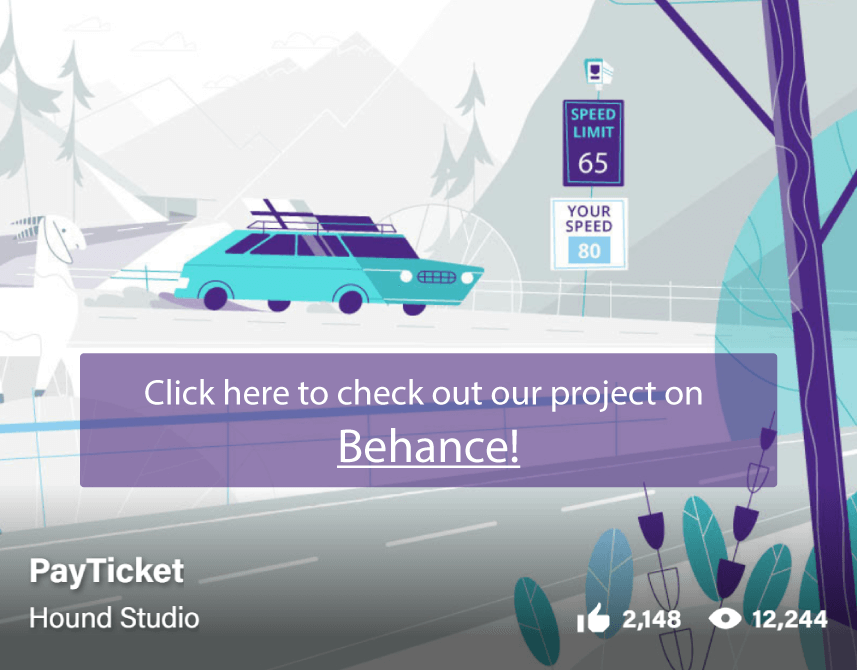 SPEED
LIMIT
65
YOUR
SPEED
80
Click here to check out our project on
Behance!
PayTicket
Hound Studio
2,148
12,244